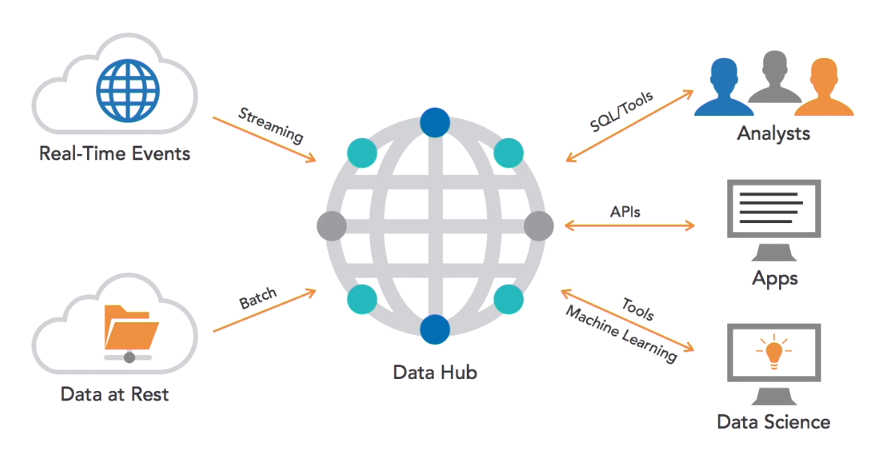 Real-Time Events
Streaming
Data at Rest
Batch
Data Hub
SQL/Tools
Analysts
APIs
Apps
Tools
Machine Learning
Data Science